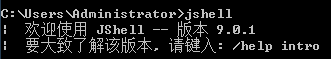 C:\Users\Administrator>jshell
|  欢迎使用 JShell -- 版本 9.0.1
|  要大致了解该版本, 请键入: /help intro